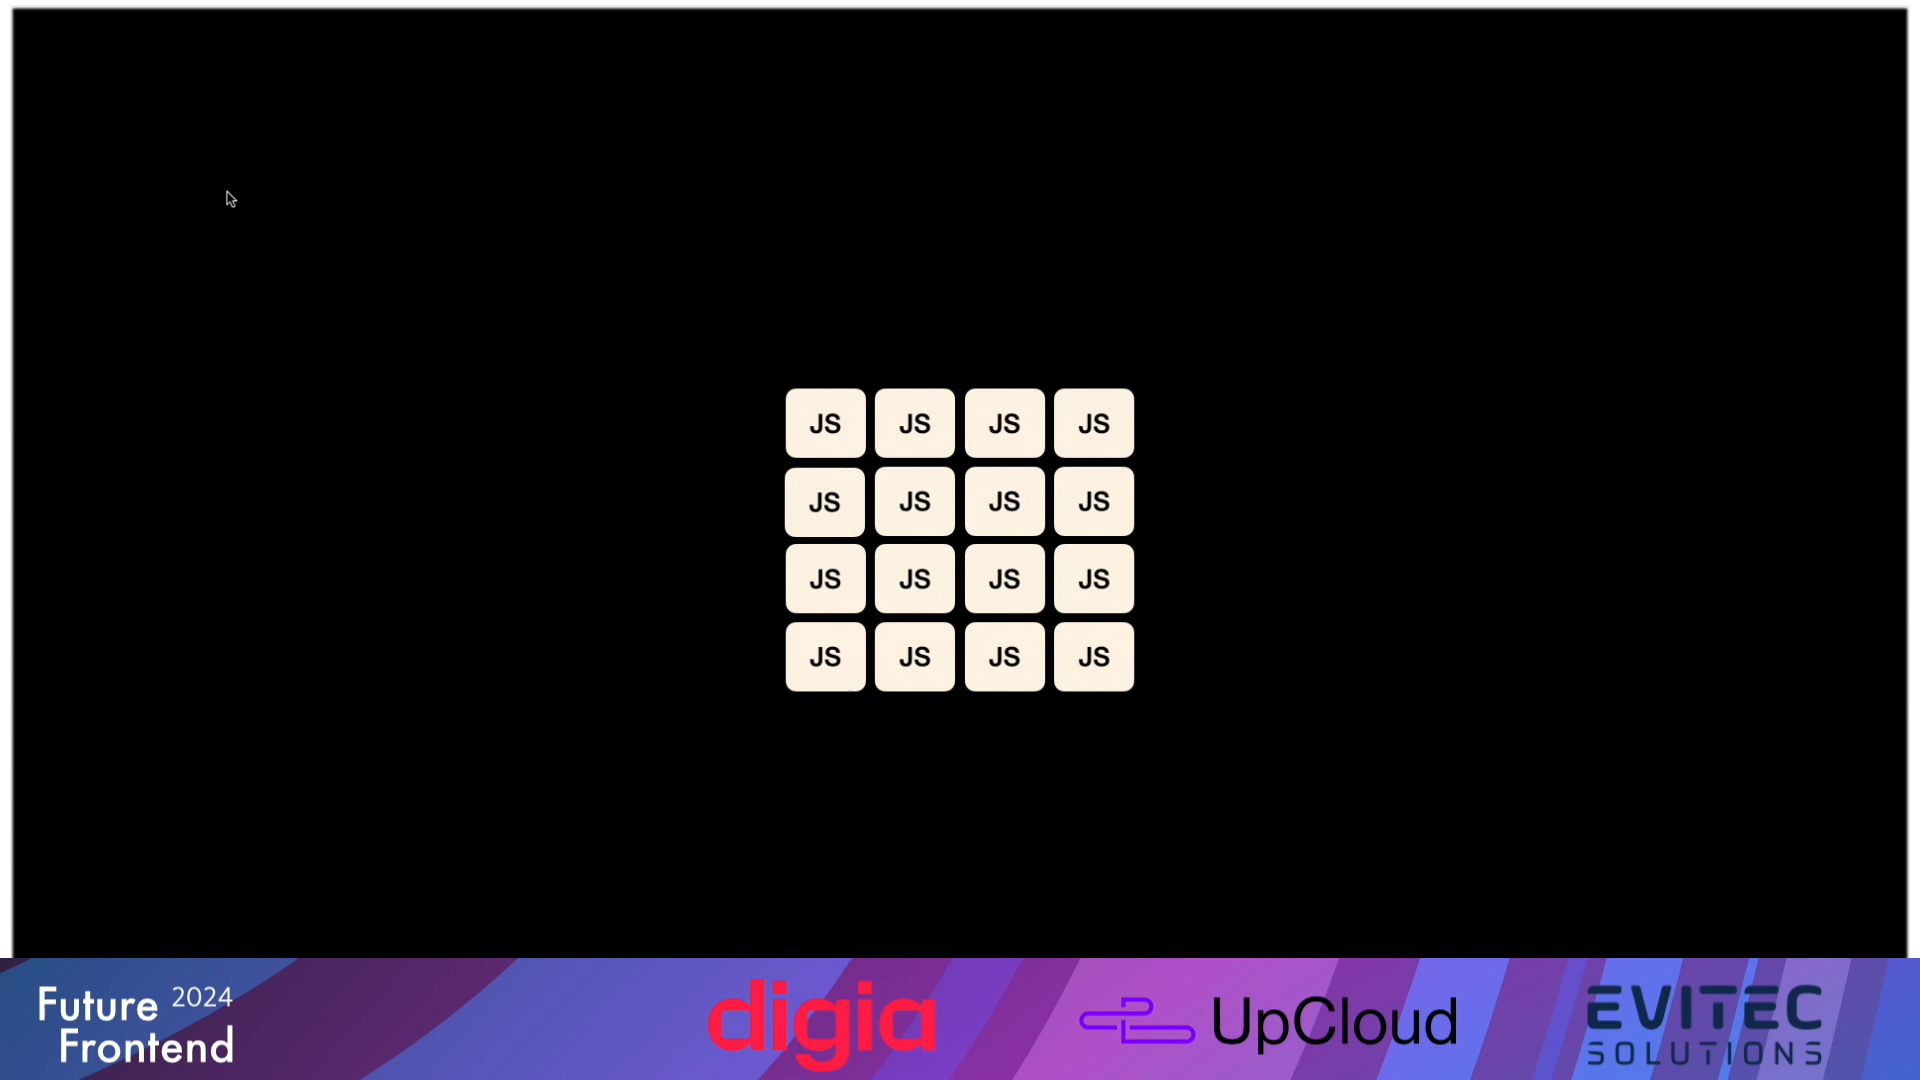 JS JS JS JS
JS JS JS JS
JS JS JS JS
JS JS JS JS
Future 2024
Frontend
digia
UpCloud
EVITEC
SOLUTIONS